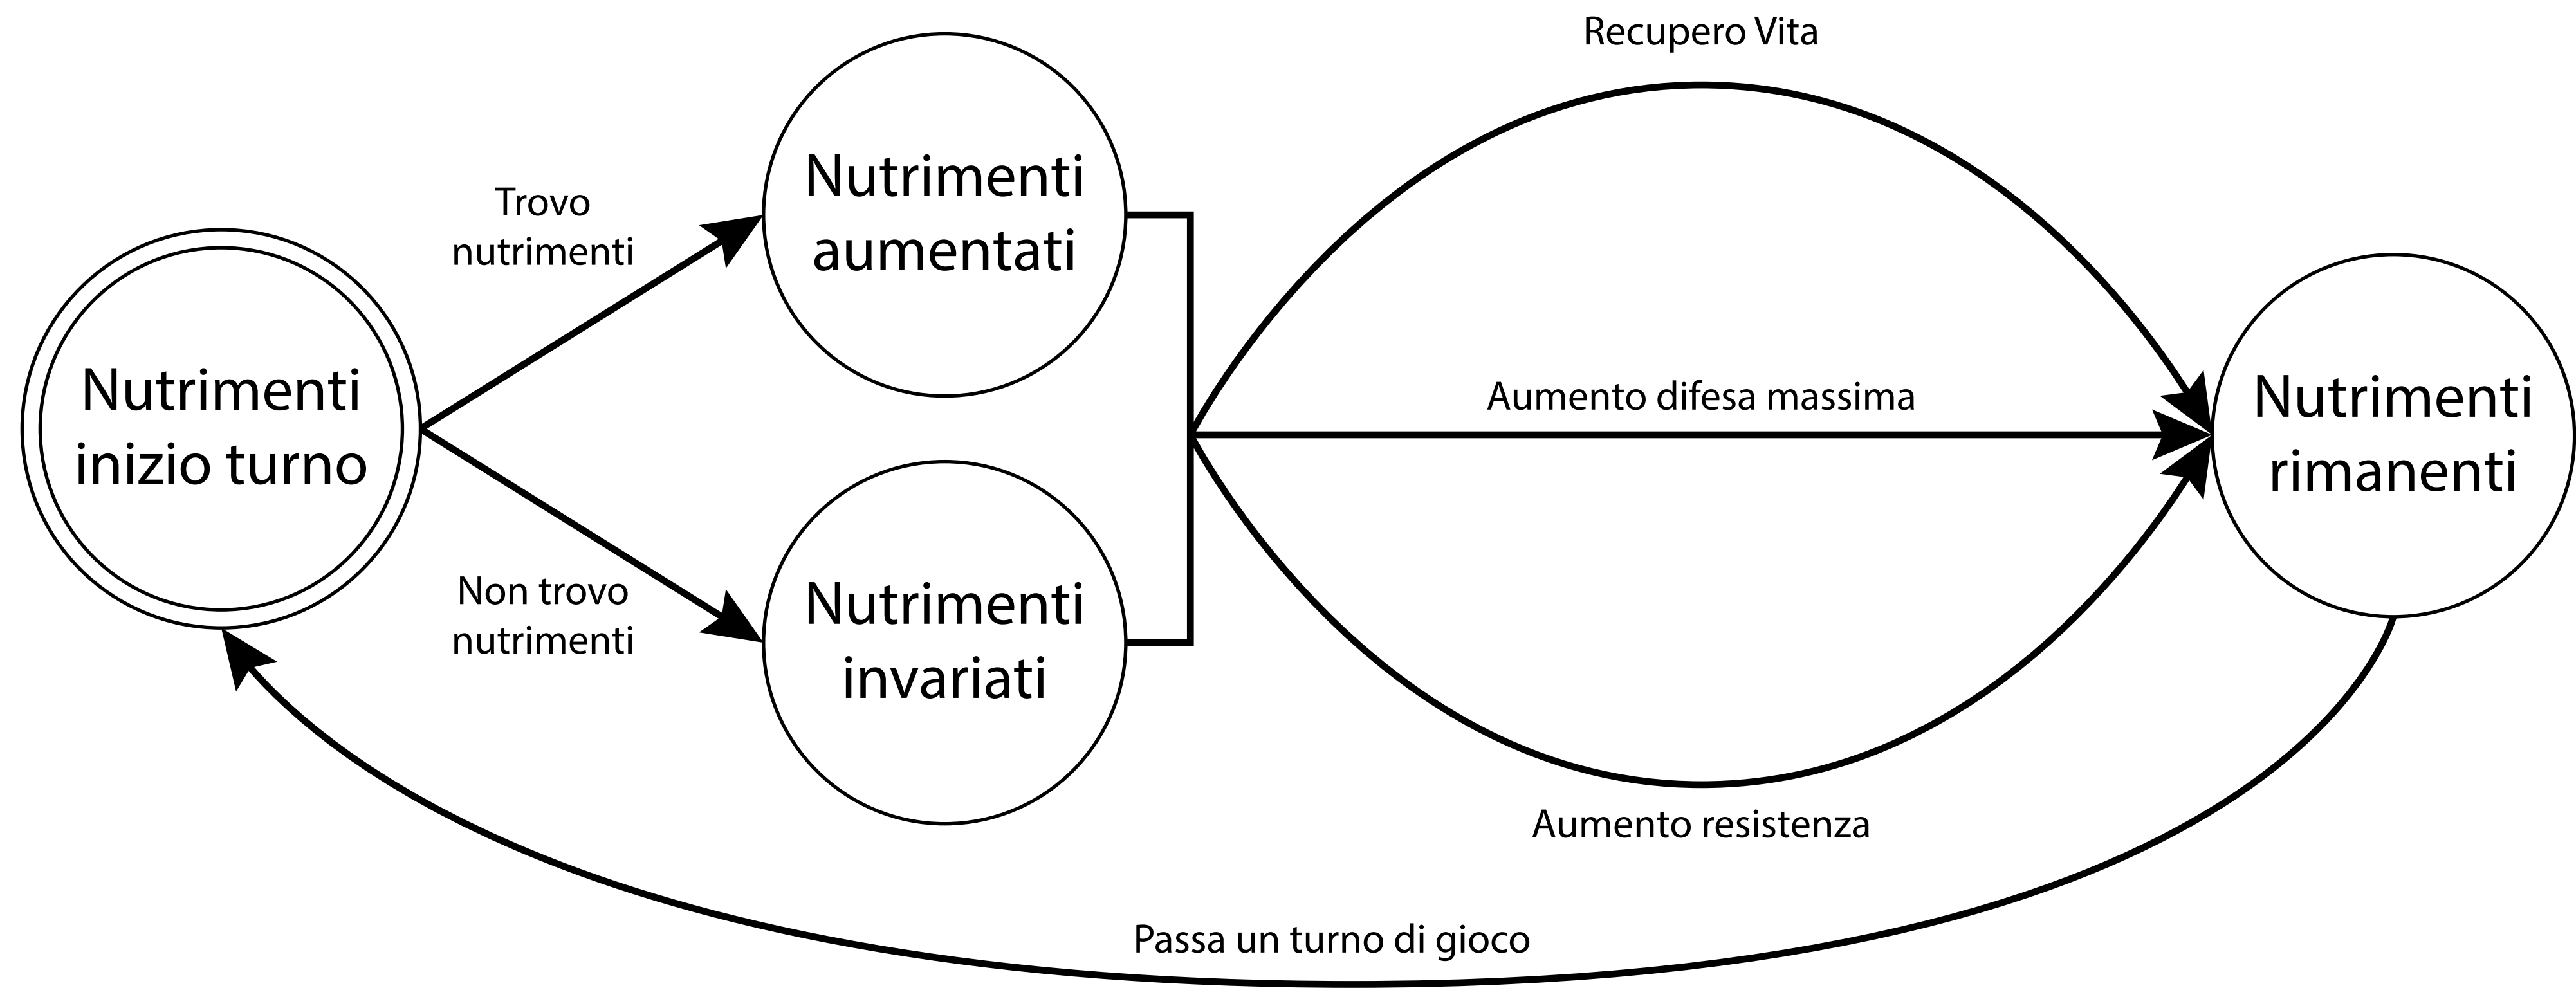 Recupero Vita
Trovo
nutrimenti
Nutrimenti
aumentati
Nutrimenti
inizio turno
Aumento difesa massima
Nutrimenti
rimanenti
Non trovo
nutrimenti
Nutrimenti
invariati
Aumento resistenza
Passa un turno di gioco